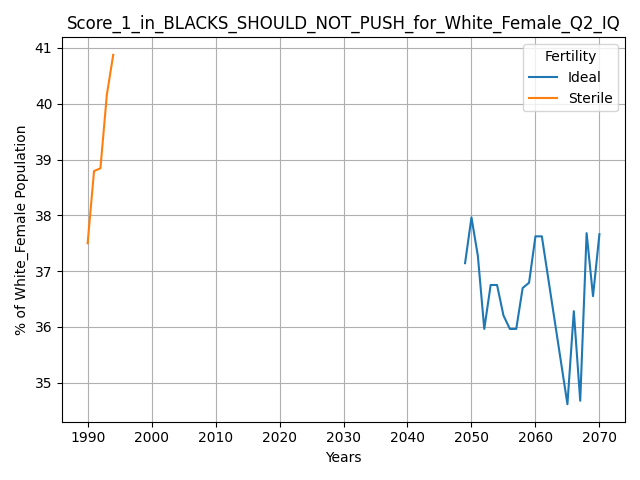 Score_1_in_BLACKS_SHOULD_NOT_PUSH_for_White_Female_Q2_IQ
Fertility
Ideal
Sterile
% of White_Female Population
41
40
39
38
37
36
35
1990 2000 2010 2020 2030 2040 2050 2060 2070
Years